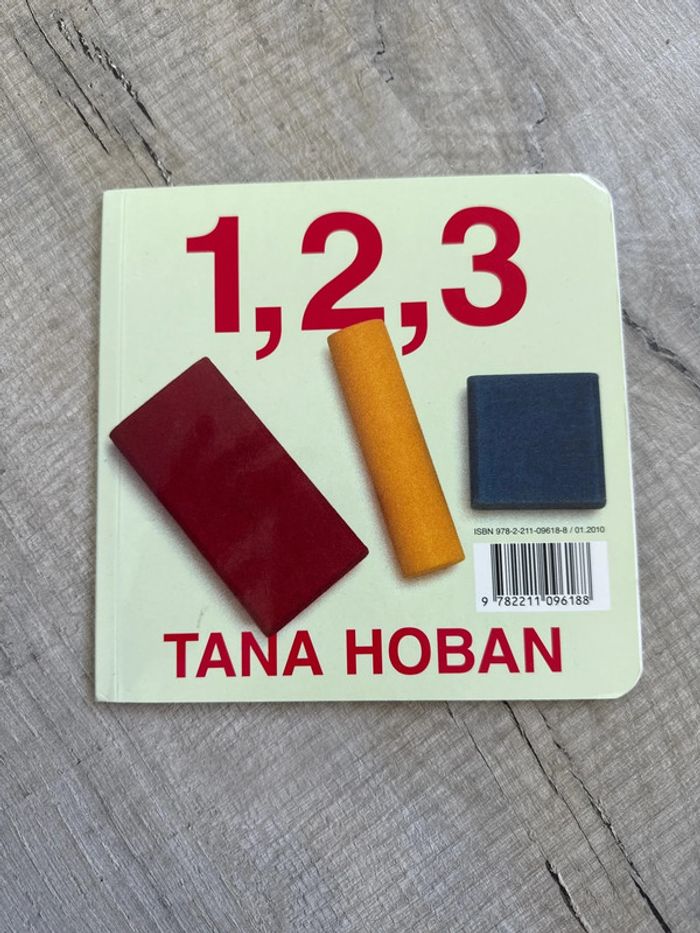 1,2,3
ISBN 978-2-211-09618-8 / 01.2010
9 782211 096188
TANA HOBAN